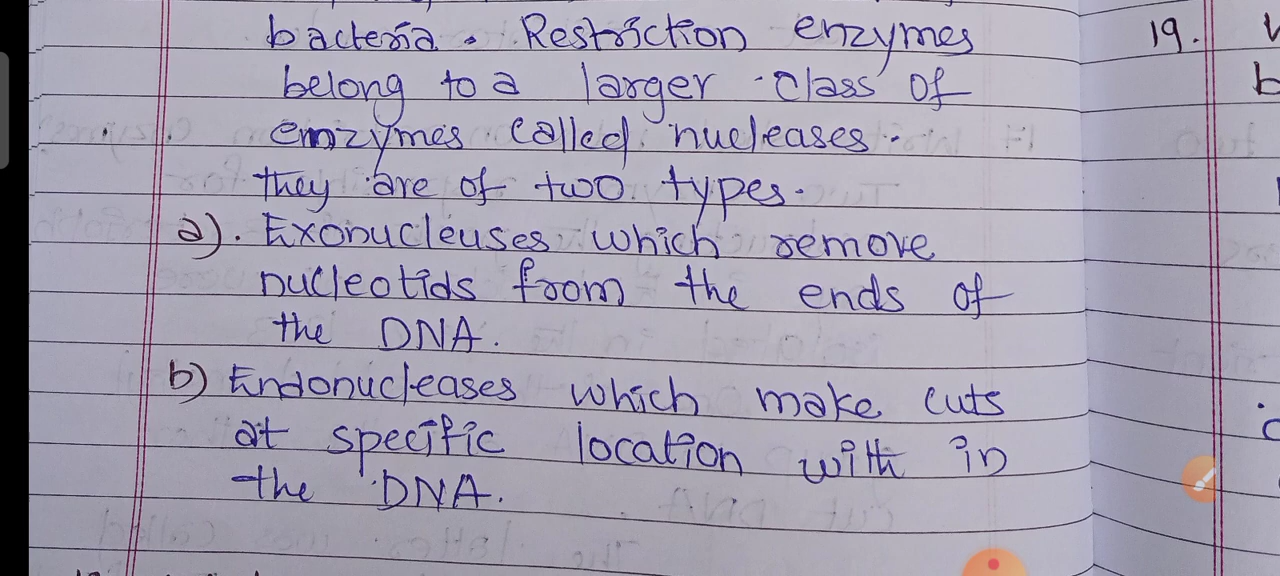 bacteria. Restriction enzymes
belong to a larger class of
enzymes called nucleases.
they are of two types.
a). Exonucleuses which remove
nucleotids from the ends of
the DNA.
b) Endonucleases which make cuts
at specific location with in
the DNA.
19.